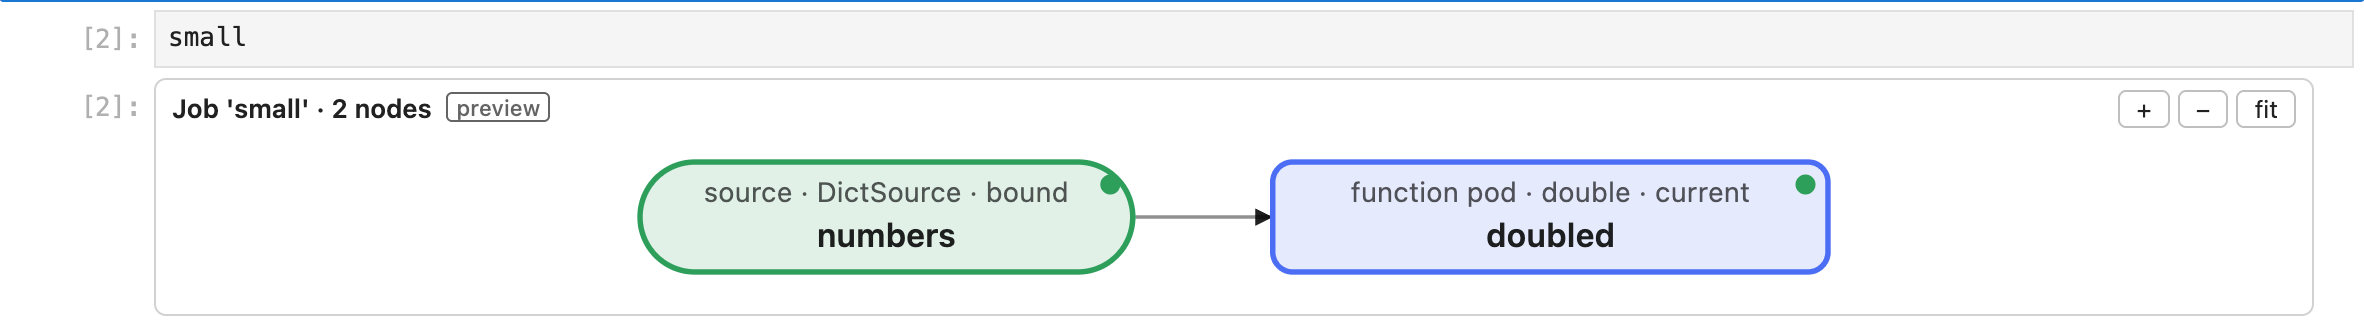 [2]: small
[2]: Job 'small' · 2 nodes preview + − fit
source · DictSource · bound
numbers
function pod · double · current
doubled